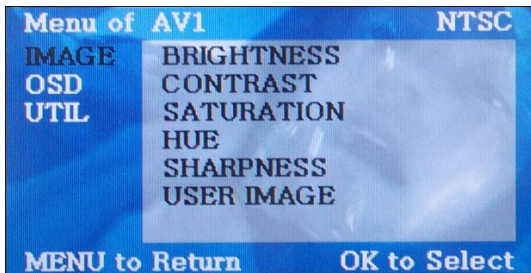 Menu of AV1 NTSC
IMAGE BRIGHTNESS
OSD CONTRAST
UTIL SATURATION
HUE
SHARPNESS
USER IMAGE
MENU to Return OK to Select